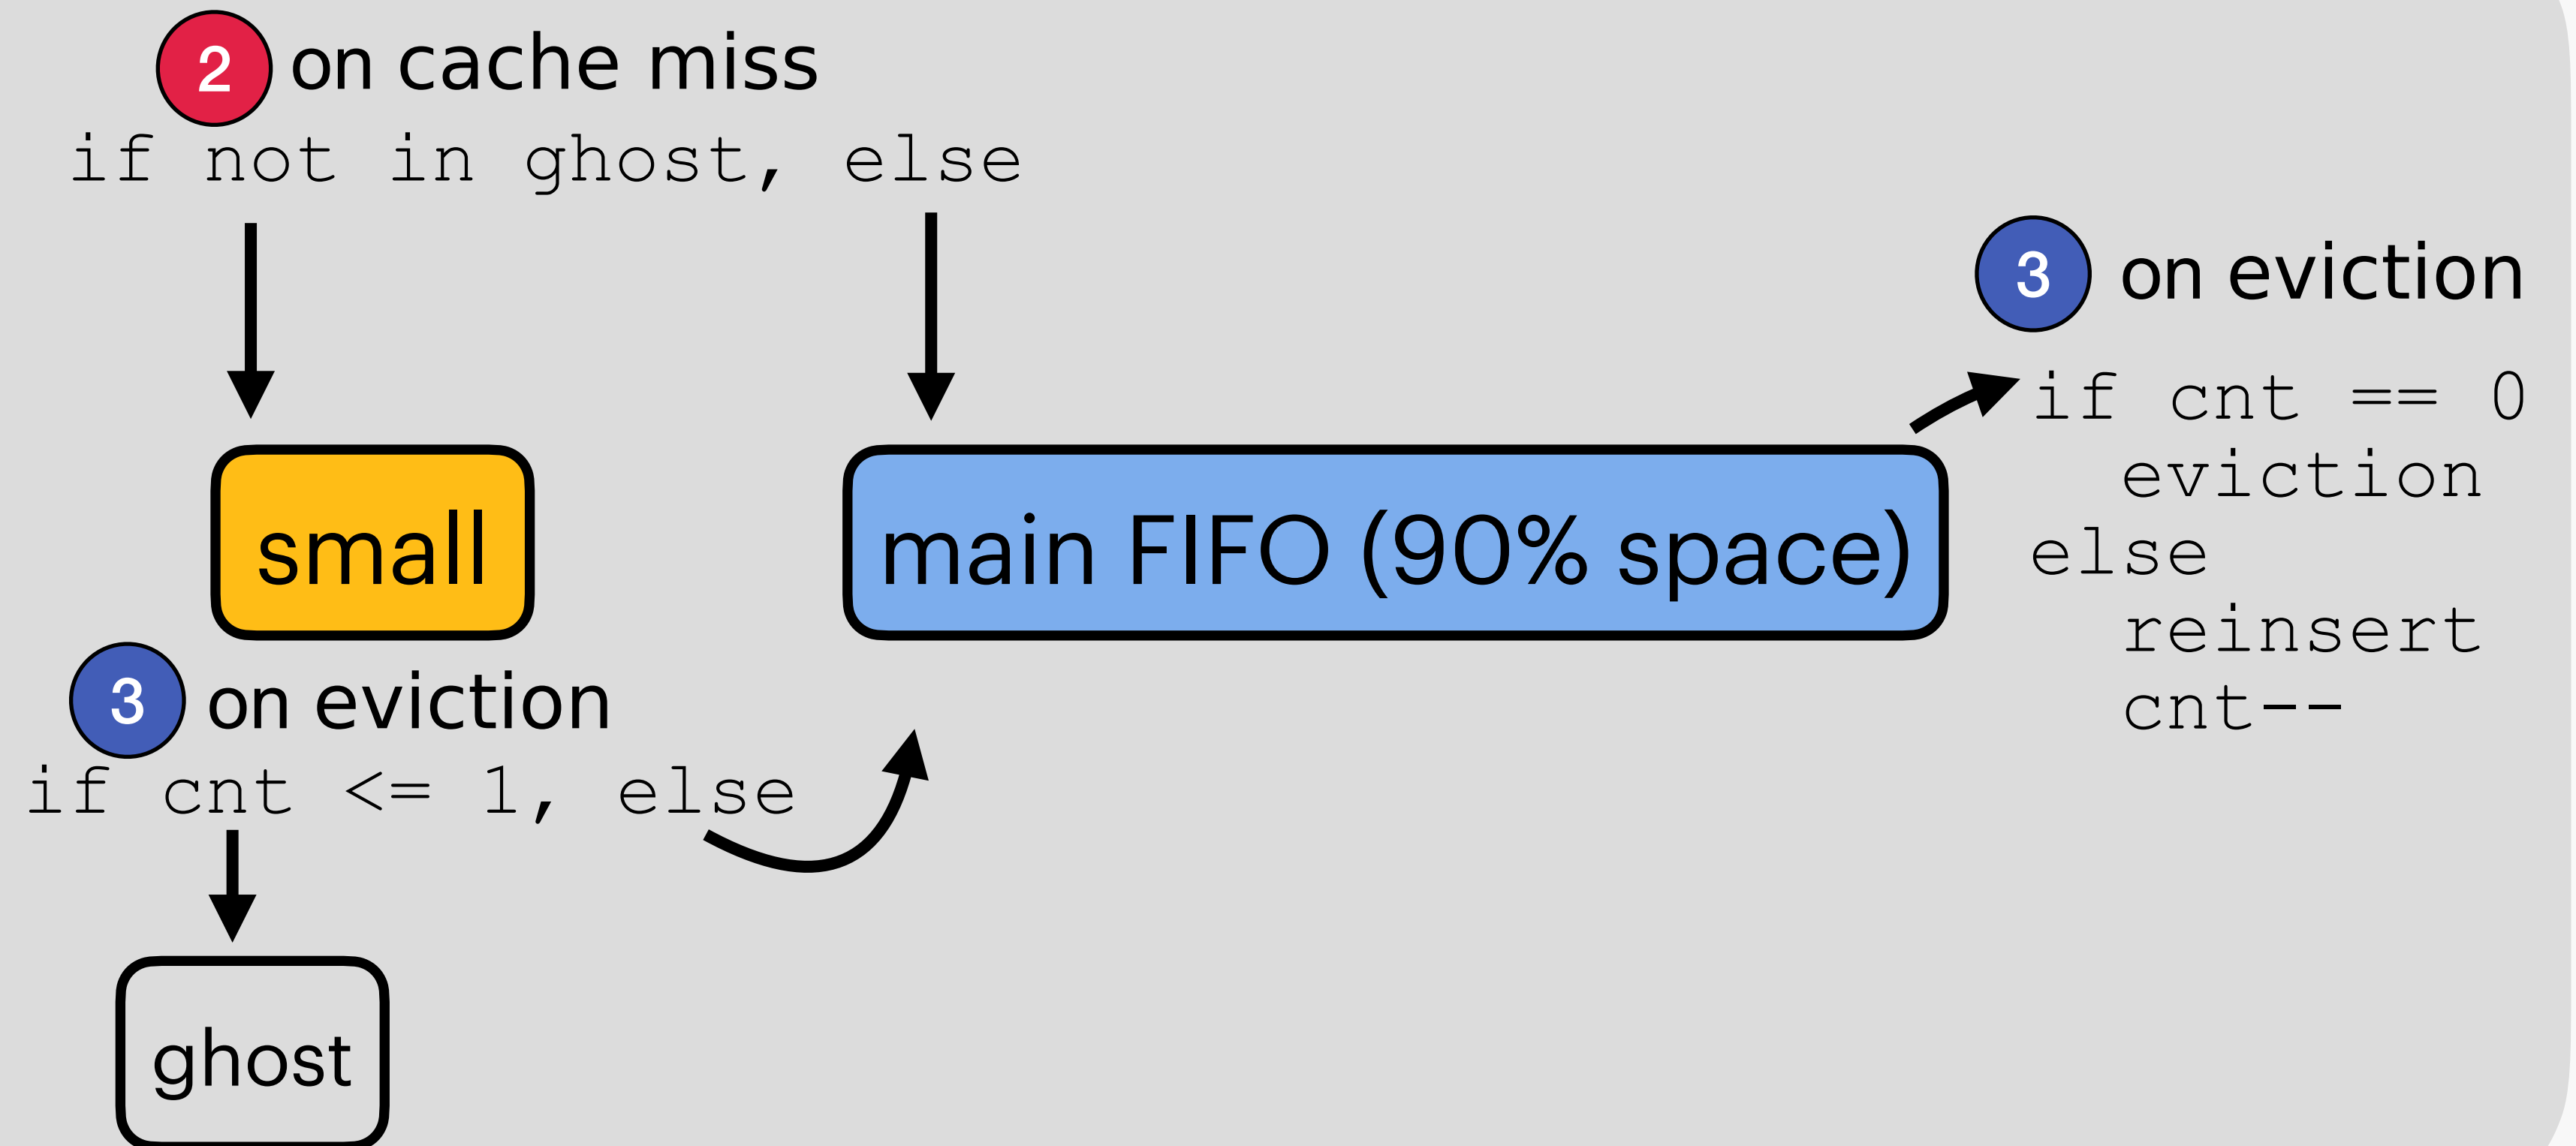 2 on cache miss
if not in ghost, else
small
main FIFO (90% space)
3 on eviction
if cnt == 0
eviction
else
reinsert
cnt--
3 on eviction
if cnt <= 1, else
ghost